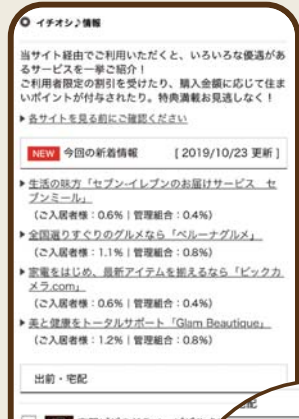 イチオシ♪情報
当サイト経由でご利用いただくと、いろいろな優遇があ
るサービスを一挙ご紹介！
ご利用者限定の割引を受けたり、購入金額に応じて住ま
いポイントが付与されたり。特典満載お見逃しなく！
▶各サイトを見る前にご確認ください
NEW 今回の新着情報 [ 2019/10/23 更新 ]
▶生活の味方「セブン-イレブンのお届けサービス セ
ブンミール」
（ご入居者様：0.6%｜管理組合：0.4%）
▶全国選りすぐりのグルメなら「ベルーナグルメ」
（ご入居者様：1.1%｜管理組合：0.8%）
▶家電をはじめ、最新アイテムを揃えるなら「ビックカ
メラ.com」
（ご入居者様：0.6%｜管理組合：0.4%）
▶美と健康をトータルサポート「Glam Beautique」
（ご入居者様：1.2%｜管理組合：0.8%）
出前・宅配